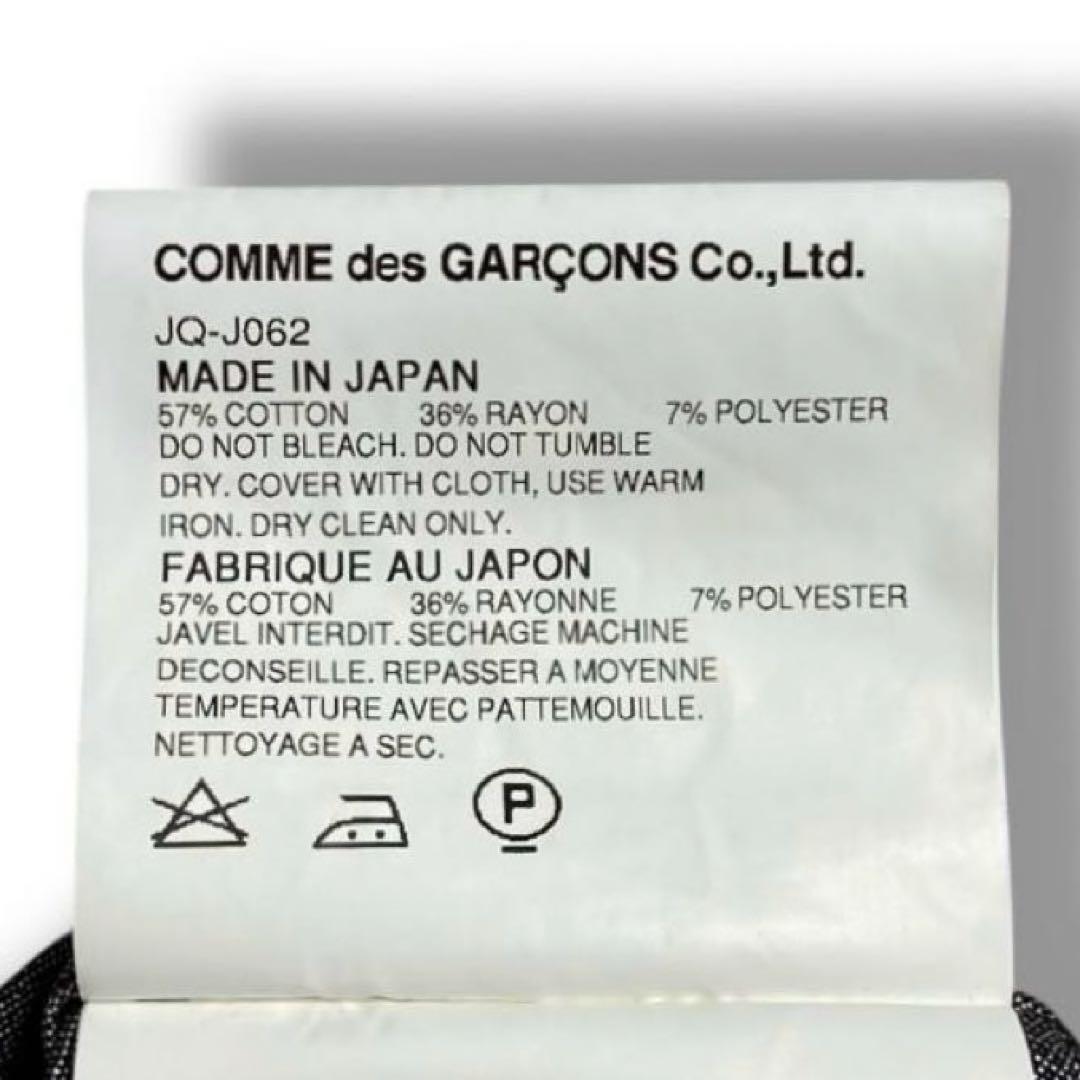 COMME des GARÇONS Co.,Ltd.
JQ-J062
MADE IN JAPAN
57% COTTON 36% RAYON 7% POLYESTER
DO NOT BLEACH. DO NOT TUMBLE
DRY. COVER WITH CLOTH, USE WARM
IRON. DRY CLEAN ONLY.
FABRIQUE AU JAPON
57% COTON 36% RAYONNE 7% POLYESTER
JAVEL INTERDIT. SECHAGE MACHINE
DECONSEILLE. REPASSER A MOYENNE
TEMPERATURE AVEC PATTEMOUILLE.
NETTOYAGE A SEC.
P